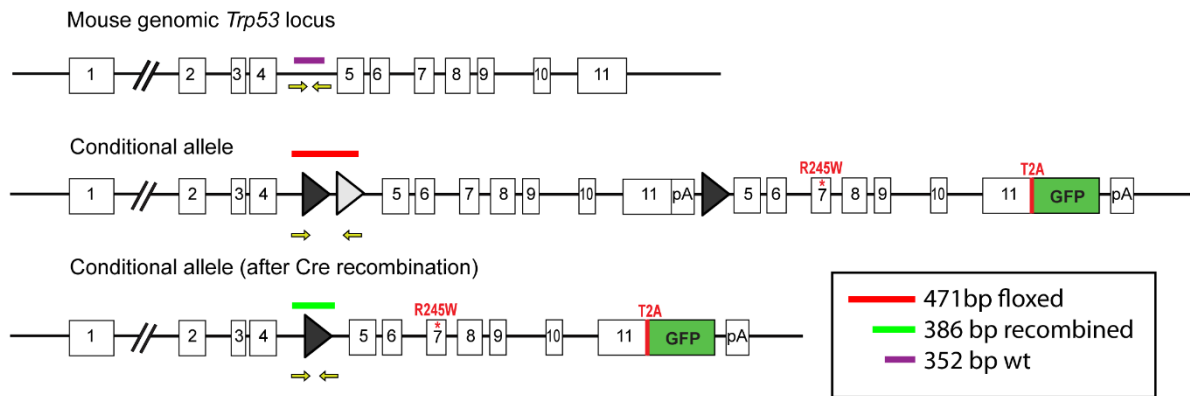 Mouse genomic Trp53 locus
1 2 3 4 5 6 7 8 9 10 11
Conditional allele
R245W
*
T2A
1 2 3 4 5 6 7 8 9 10 11 pA 5 6 7 8 9 10 11 GFP pA
Conditional allele (after Cre recombination)
R245W
*
T2A
1 2 3 4 5 6 7 8 9 10 11 GFP pA
471bp floxed
386 bp recombined
352 bp wt